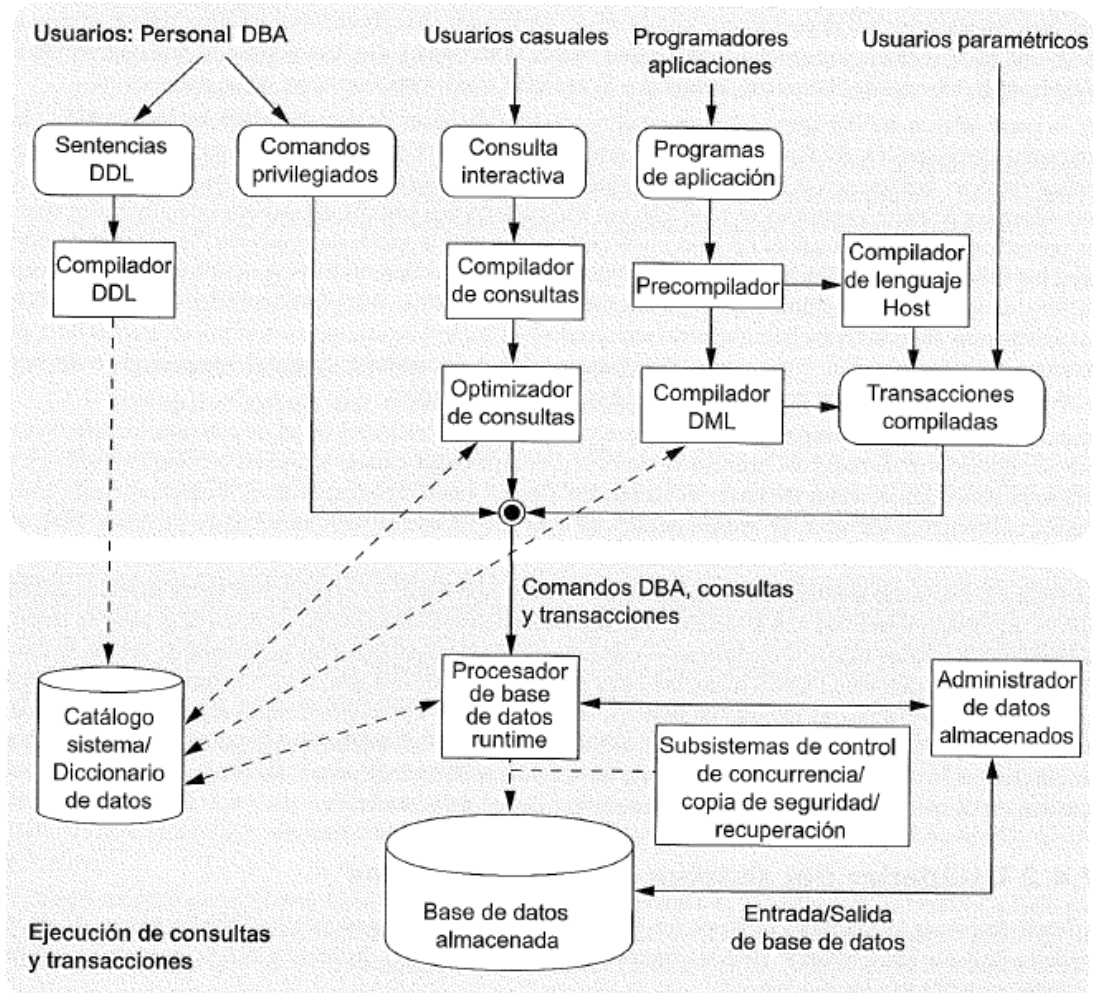 Usuarios: Personal DBA
Usuarios casuales
Programadores
aplicaciones
Usuarios paramétricos
Sentencias
DDL
Comandos
privilegiados
Consulta
interactiva
Programas
de aplicación
Compilador
DDL
Compilador
de consultas
Precompilador
Compilador
de lenguaje
Host
Optimizador
de consultas
Compilador
DML
Transacciones
compiladas
Comandos DBA, consultas
y transacciones
Catálogo
sistema/
Diccionario
de datos
Procesador
de base
de datos
runtime
Administrador
de datos
almacenados
Subsistemas de control
de concurrencia/
copia de seguridad/
recuperación
Base de datos
almacenada
Entrada/Salida
de base de datos
Ejecución de consultas
y transacciones